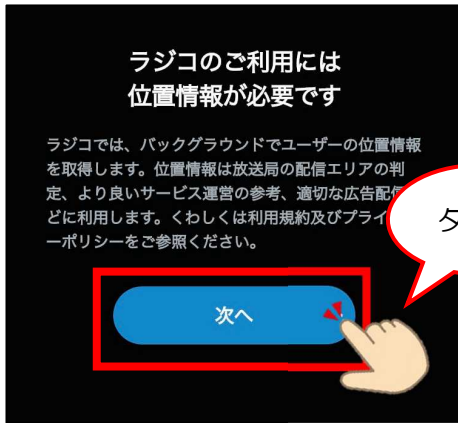 ラジコのご利用には
位置情報が必要です
ラジコでは、バックグラウンドでユーザーの位置情報
を取得します。位置情報は放送局の配信エリアの判
定、より良いサービス運営の参考、適切な広告配
どに利用します。くわしくは利用規約及びプライ
ーポリシーをご参照ください。
次へ